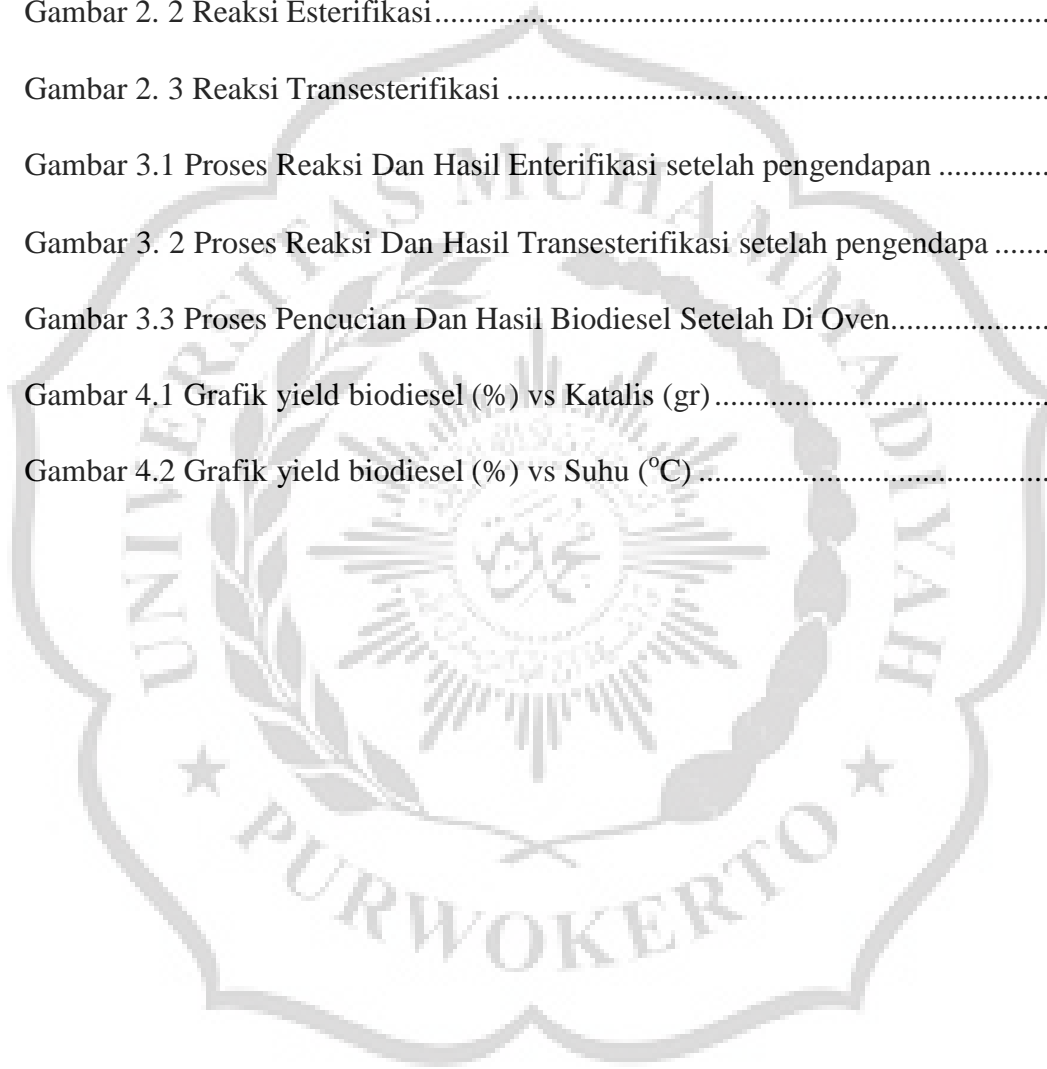 Gambar 2. 2 Reaksi Esterifikasi.......................................................................
Gambar 2. 3 Reaksi Transesterifikasi ...............................................................
Gambar 3.1 Proses Reaksi Dan Hasil Enterifikasi setelah pengendapan .............
Gambar 3. 2 Proses Reaksi Dan Hasil Transesterifikasi setelah pengendapa .......
Gambar 3.3 Proses Pencucian Dan Hasil Biodiesel Setelah Di Oven....................
Gambar 4.1 Grafik yield biodiesel (%) vs Katalis (gr)..........................................
Gambar 4.2 Grafik yield biodiesel (%) vs Suhu (°C) ............................................
UNIVERSITAS MUHAMMADIYAH
★ PURWOKERTO ★